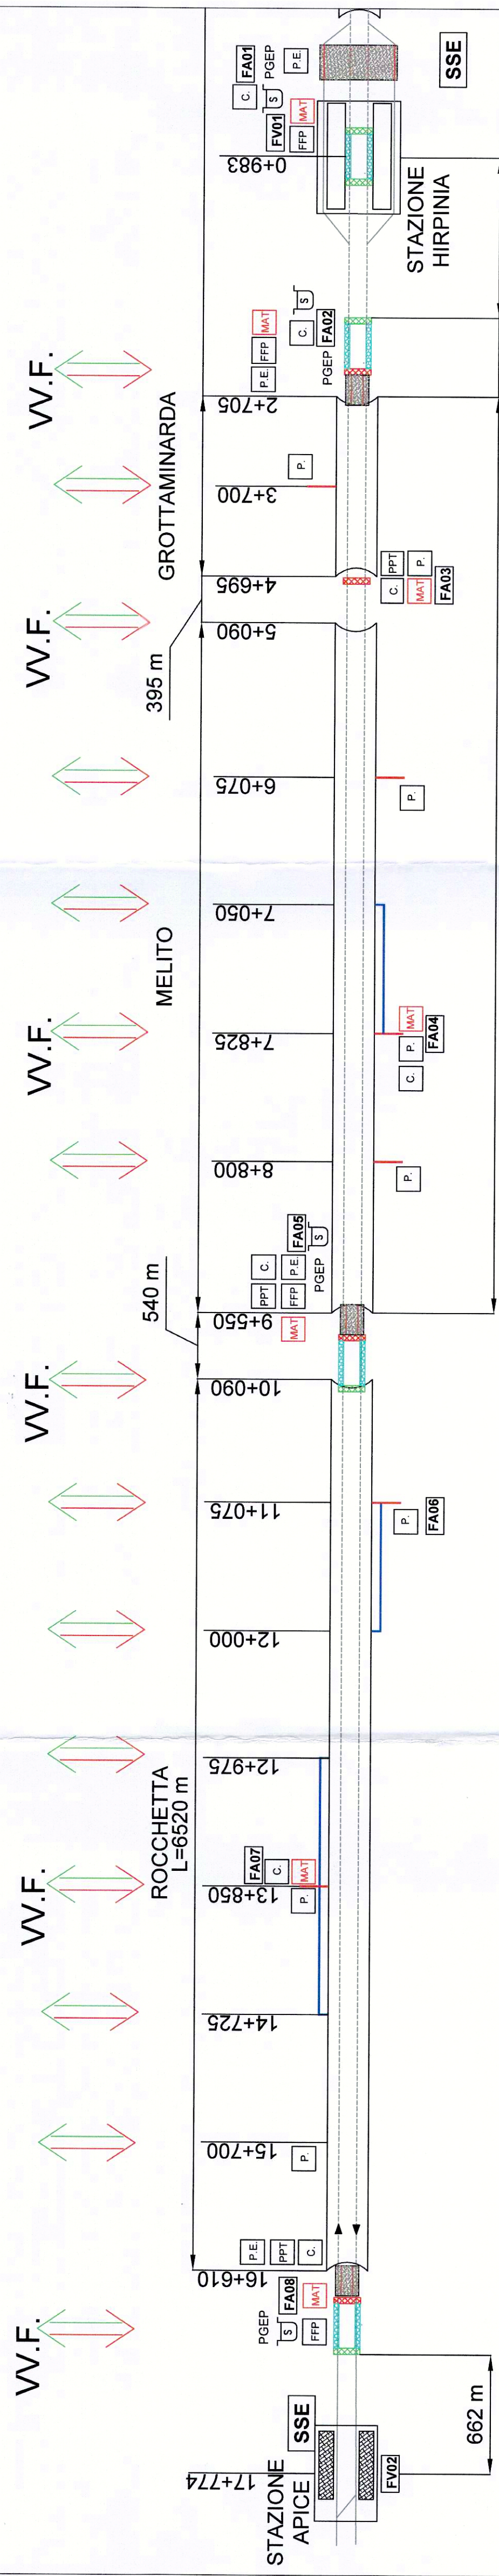 SSE
FA01
PGEP
P.E.
C.
S
FV01
MAT
FFP
0+983
STAZIONE
HIRPINIA
VV.F.
S
MAT
C.
FA02
P.E.
FFP
PGEP
2+705
GROTTAMINARDA
3+700
P.
4+695
PPT
P.
C.
MAT
FA03
VV.F.
5+090
395 m
6+075
P.
MELITO
7+050
VV.F.
7+825
MAT
P.
FA04
C.
8+800
P.
FA05
S
C.
P.E.
PGEP
PPT
FFP
MAT
9+550
540 m
VV.F.
10+090
11+075
P.
FA06
12+000
12+975
ROCCHETTA
L=6520 m
VV.F.
FA07
C.
MAT
13+850
P.
14+725
15+700
P.
P.E.
PPT
C.
16+610
FA08
MAT
PGEP
S
FFP
VV.F.
662 m
SSE
STAZIONE
APICE
17+774
FV02